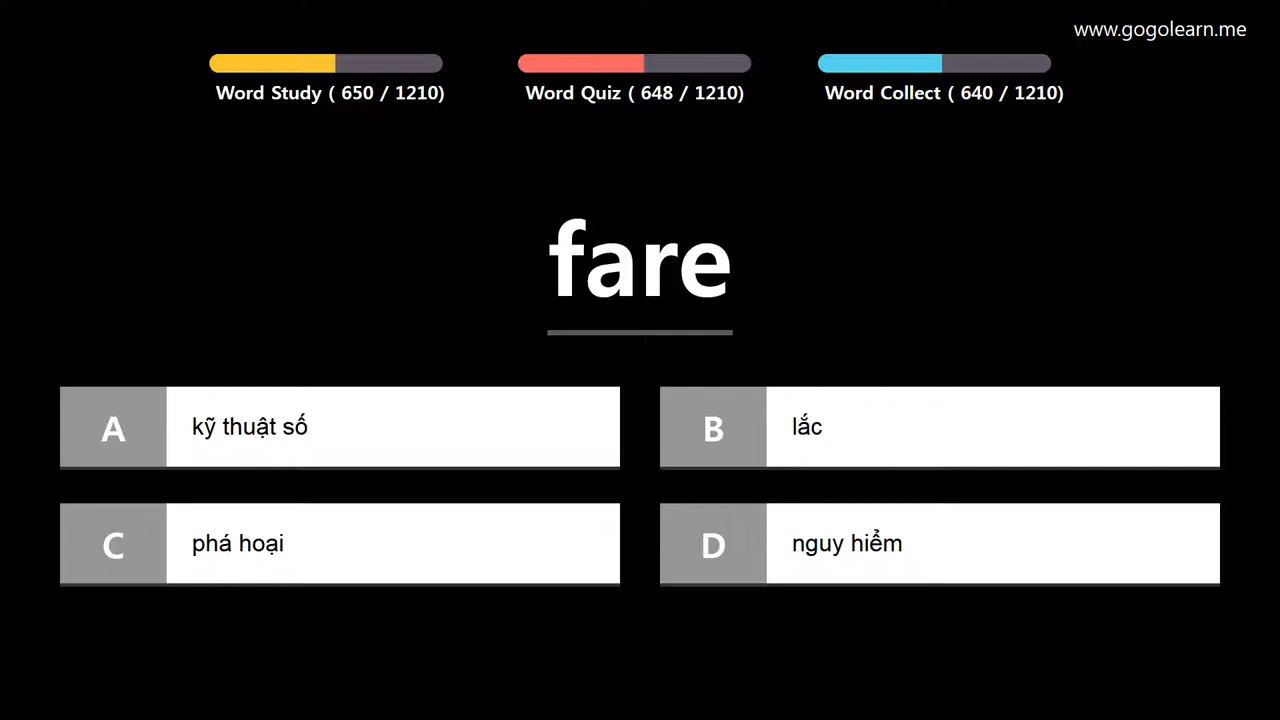 www.gogolearn.me
Word Study ( 650 / 1210)
Word Quiz ( 648 / 1210)
Word Collect ( 640 / 1210)
fare
A kỹ thuật số
B lắc
C phá hoại
D nguy hiểm